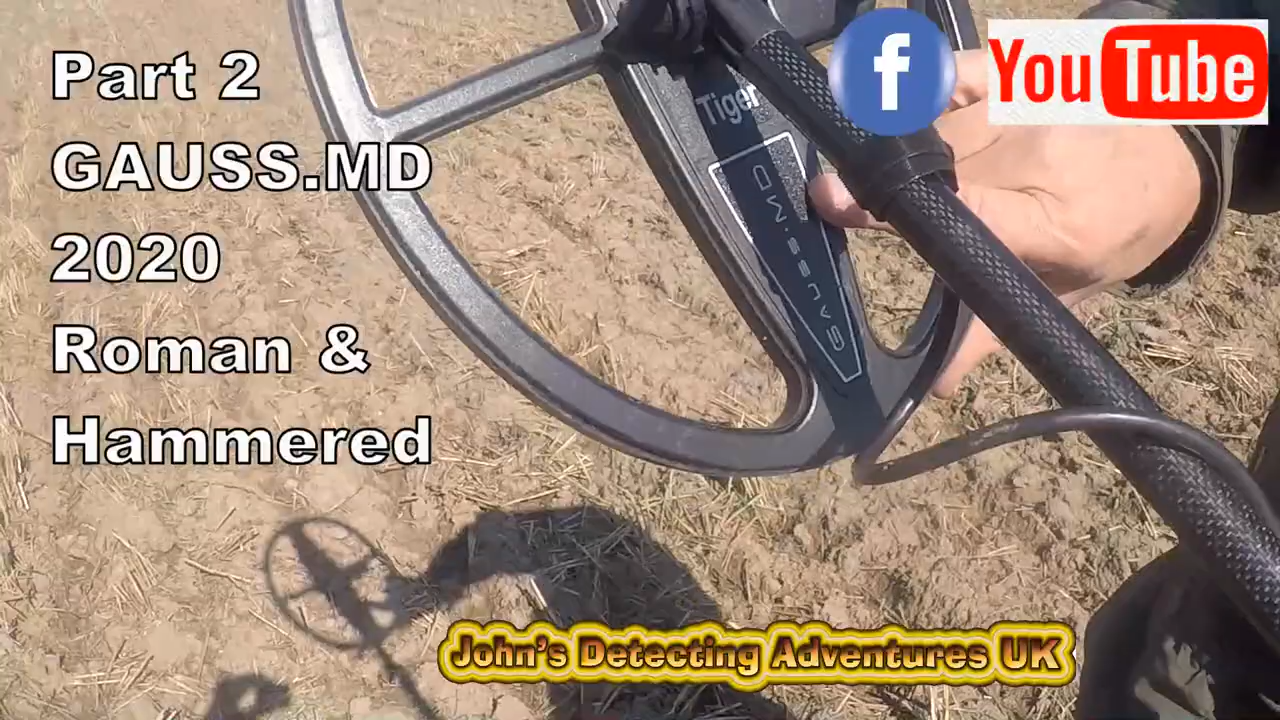 Part 2
GAUSS.MD
2020
Roman &
Hammered
f
YouTube
Tiger
GAUSS.MD
John's Detecting Adventures UK